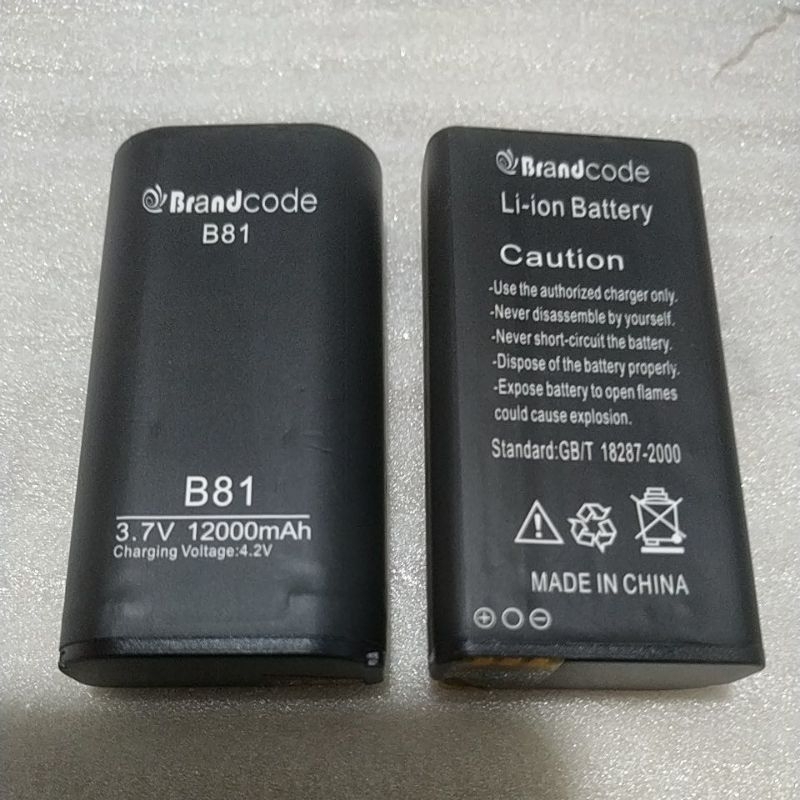 Brandcode
B81
B81
3.7V 12000mAh
Charging Voltage:4.2V
Brandcode
Li-ion Battery
Caution
-Use the authorized charger only.
-Never disassemble by yourself.
-Never short-circuit the battery.
-Dispose of the battery properly.
-Expose battery to open flames
could cause explosion.
Standard:GB/T 18287-2000
MADE IN CHINA